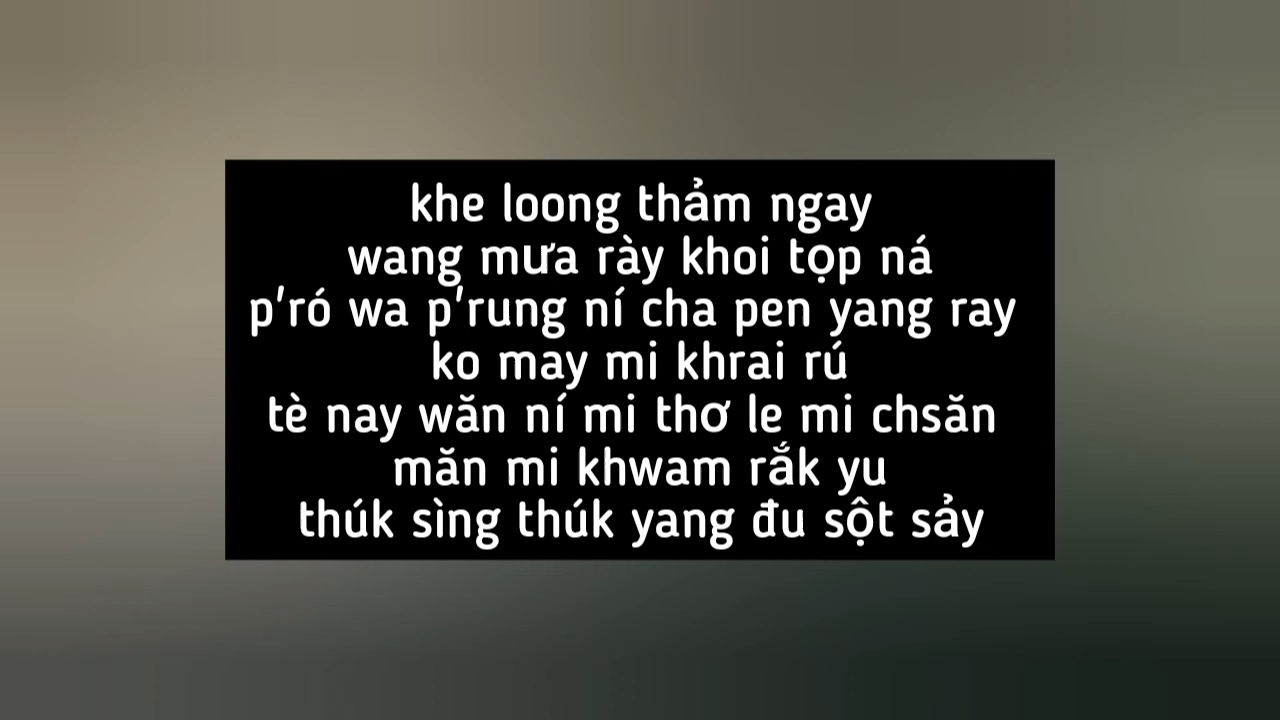 khe loong thảm ngay
wang mưa rày khoi tọp ná
p'ró wa p'rung ní cha pen yang ray
ko may mi khrai rú
tè nay wăn ní mi thơ le mi chsăn
măn mi khwam rắk yu
thúk sìng thúk yang đu sột sảy